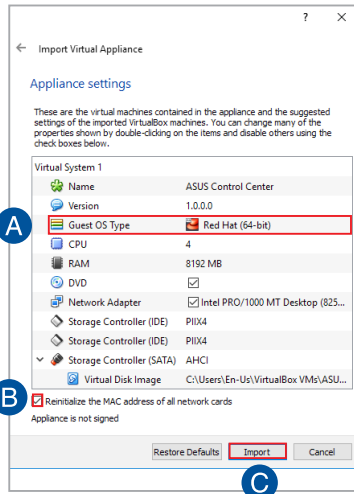 ? X
← Import Virtual Appliance
Appliance settings
These are the virtual machines contained in the appliance and the suggested
settings of the imported VirtualBox machines. You can change many of the
properties shown by double-clicking on the items and disable others using the
check boxes below.
Virtual System 1
Name ASUS Control Center
Version 1.0.0.0
A Guest OS Type Red Hat (64-bit)
CPU 4
RAM 8192 MB
DVD
Network Adapter Intel PRO/1000 MT Desktop (825...
Storage Controller (IDE) PIIX4
Storage Controller (IDE) PIIX4
Storage Controller (SATA) AHCI
Virtual Disk Image C:\Users\En-Us\VirtualBox VMs\ASU...
B Reinitialize the MAC address of all network cards
Appliance is not signed
Restore Defaults Import Cancel
C